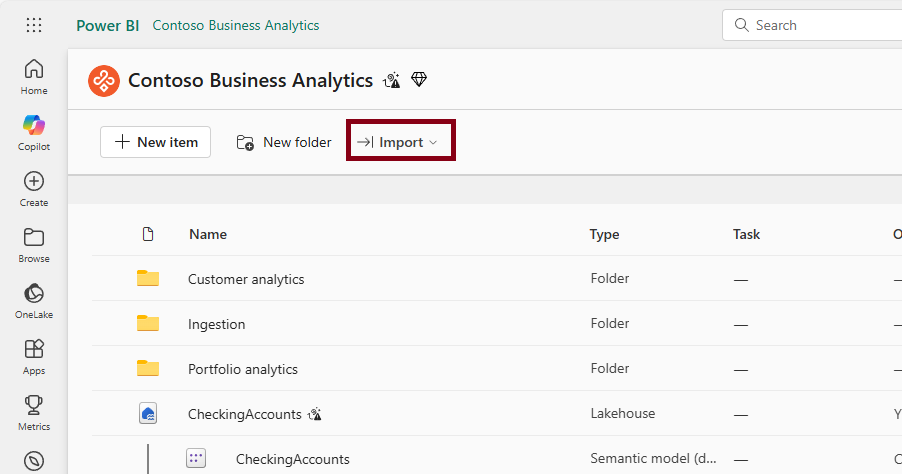 Power BI Contoso Business Analytics Search
Home
Contoso Business Analytics
Copilot
New item New folder Import
Create
Browse
Name Type Task
OneLake
Customer analytics Folder —
Ingestion Folder —
Apps
Portfolio analytics Folder —
Metrics
CheckingAccounts Lakehouse —
CheckingAccounts Semantic model (d... —